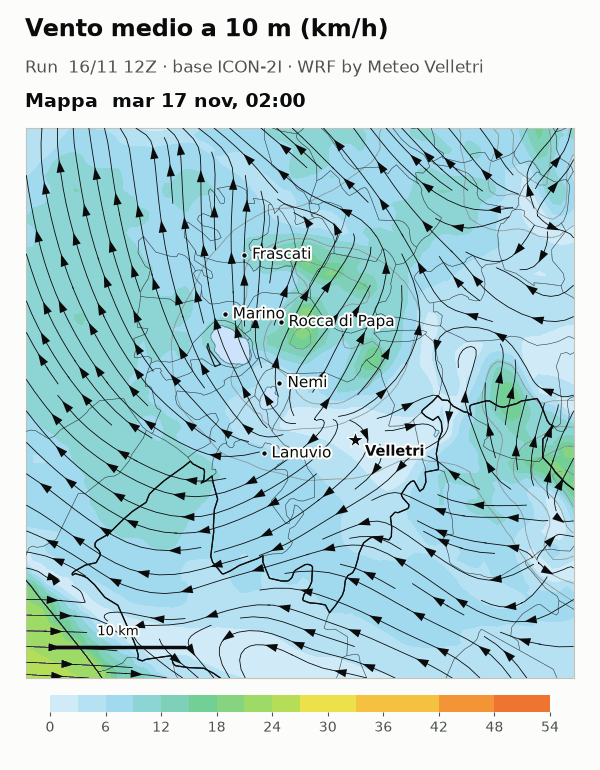 Vento medio a 10 m (km/h)
Run 16/11 12Z · base ICON-2I · WRF by Meteo Velletri
Mappa mar 17 nov, 02:00
Frascati
Marino
Rocca di Papa
Nemi
Velletri
Lanuvio
10 km
0 6 12 18 24 30 36 42 48 54